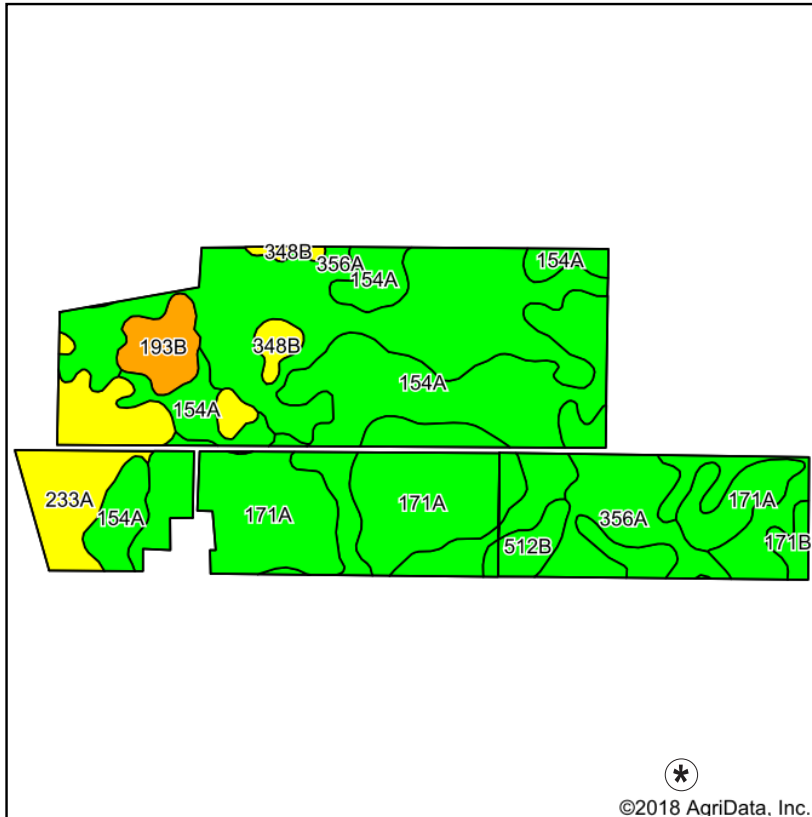 348B
356A
154A
154A
193B
348B
154A
154A
233A
154A
171A
171A
512B
356A
171A
171B
*
©2018 AgriData, Inc.